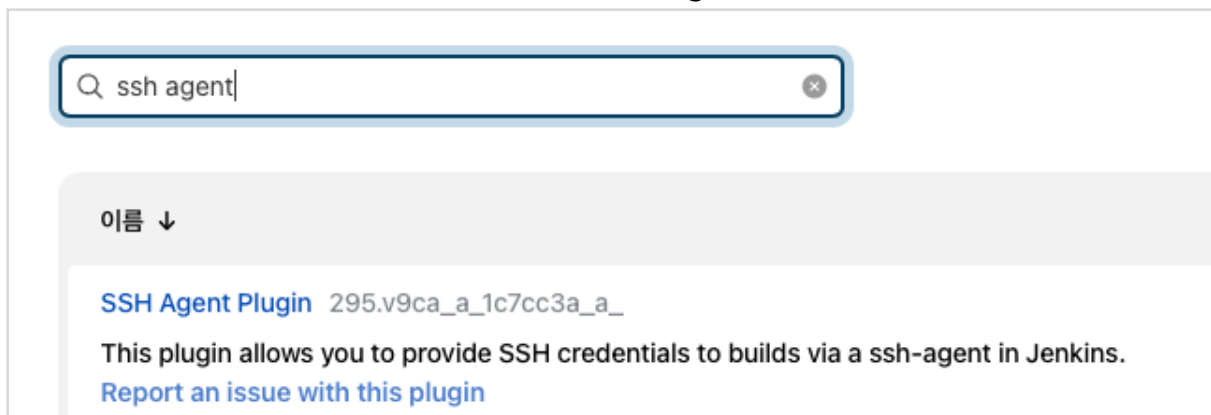 ssh agent
이름 ↓
SSH Agent Plugin 295.v9ca_a_1c7cc3a_a_
This plugin allows you to provide SSH credentials to builds via a ssh-agent in Jenkins.
Report an issue with this plugin